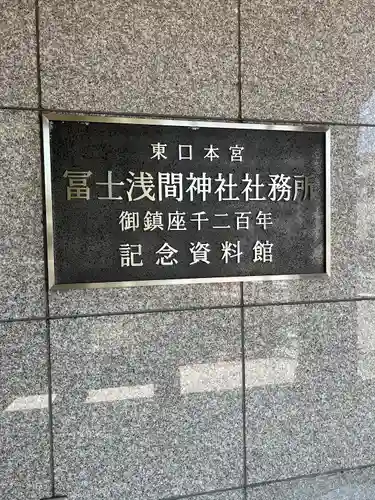 東口本宮
冨士浅間神社社務所
御鎮座千二百年
記念資料館